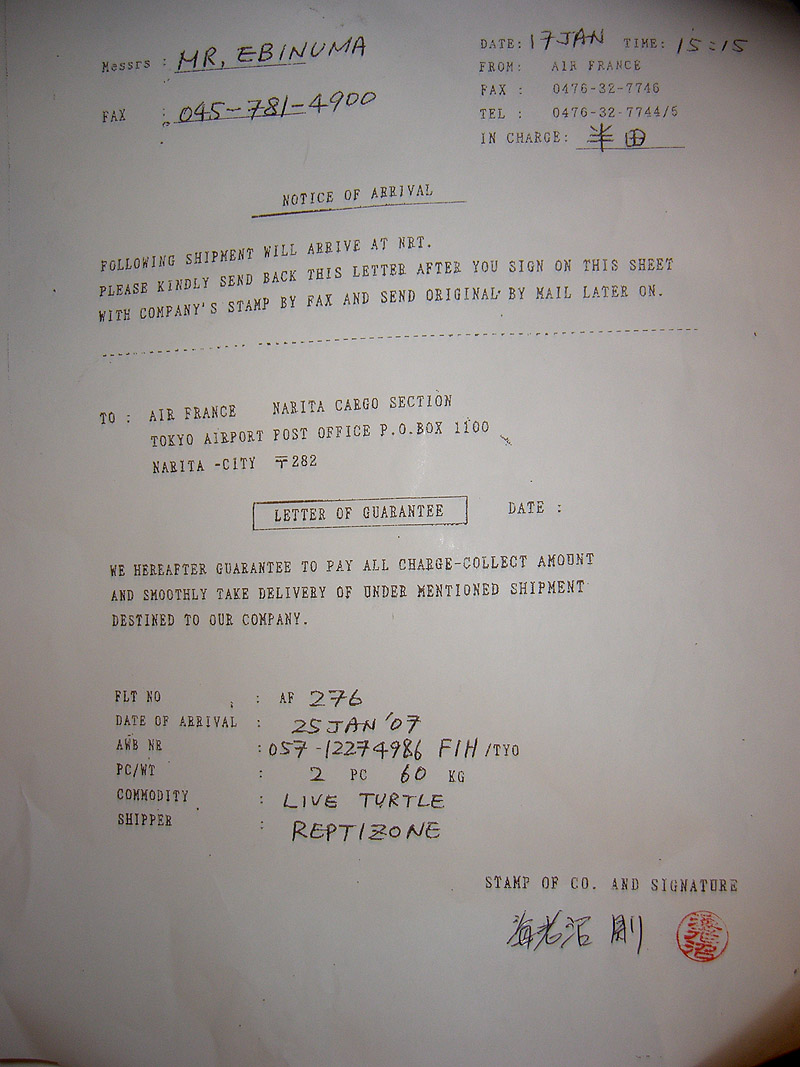 Messrs : MR, EBINUMA
FAX : 045-781-4900
DATE: 17 JAN TIME: 15:15
FROM: AIR FRANCE
FAX : 0476-32-7746
TEL : 0476-32-7744/5
IN CHARGE: 半田
NOTICE OF ARRIVAL
FOLLOWING SHIPMENT WILL ARRIVE AT NRT.
PLEASE KINDLY SEND BACK THIS LETTER AFTER YOU SIGN ON THIS SHEET
WITH COMPANY'S STAMP BY FAX AND SEND ORIGINAL BY MAIL LATER ON.
TO : AIR FRANCE NARITA CARGO SECTION
TOKYO AIRPORT POST OFFICE P.O.BOX 1100
NARITA -CITY 〒282
LETTER OF GUARANTEE DATE :
WE HEREAFTER GUARANTEE TO PAY ALL CHARGE-COLLECT AMOUNT
AND SMOOTHLY TAKE DELIVERY OF UNDER MENTIONED SHIPMENT
DESTINED TO OUR COMPANY.
FLT NO : AF 276
DATE OF ARRIVAL : 25 JAN '07
AWB NR : 057-12274986 FIH/TYO
PC/WT : 2 PC 60 KG
COMMODITY : LIVE TURTLE
SHIPPER : REPTIZONE
STAMP OF CO. AND SIGNATURE
海老沼 剛
海老沼